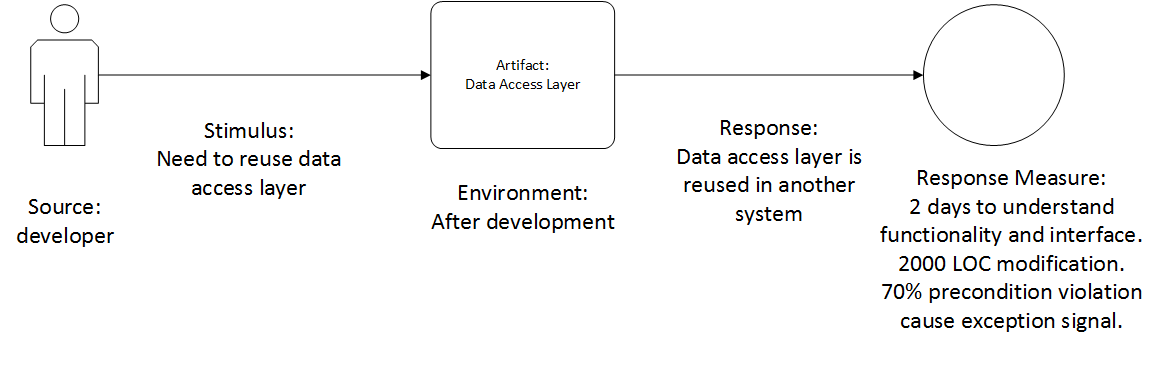 Source:
developer
Stimulus:
Need to reuse data
access layer
Artifact:
Data Access Layer
Environment:
After development
Response:
Data access layer is
reused in another
system
Response Measure:
2 days to understand
functionality and interface.
2000 LOC modification.
70% precondition violation
cause exception signal.